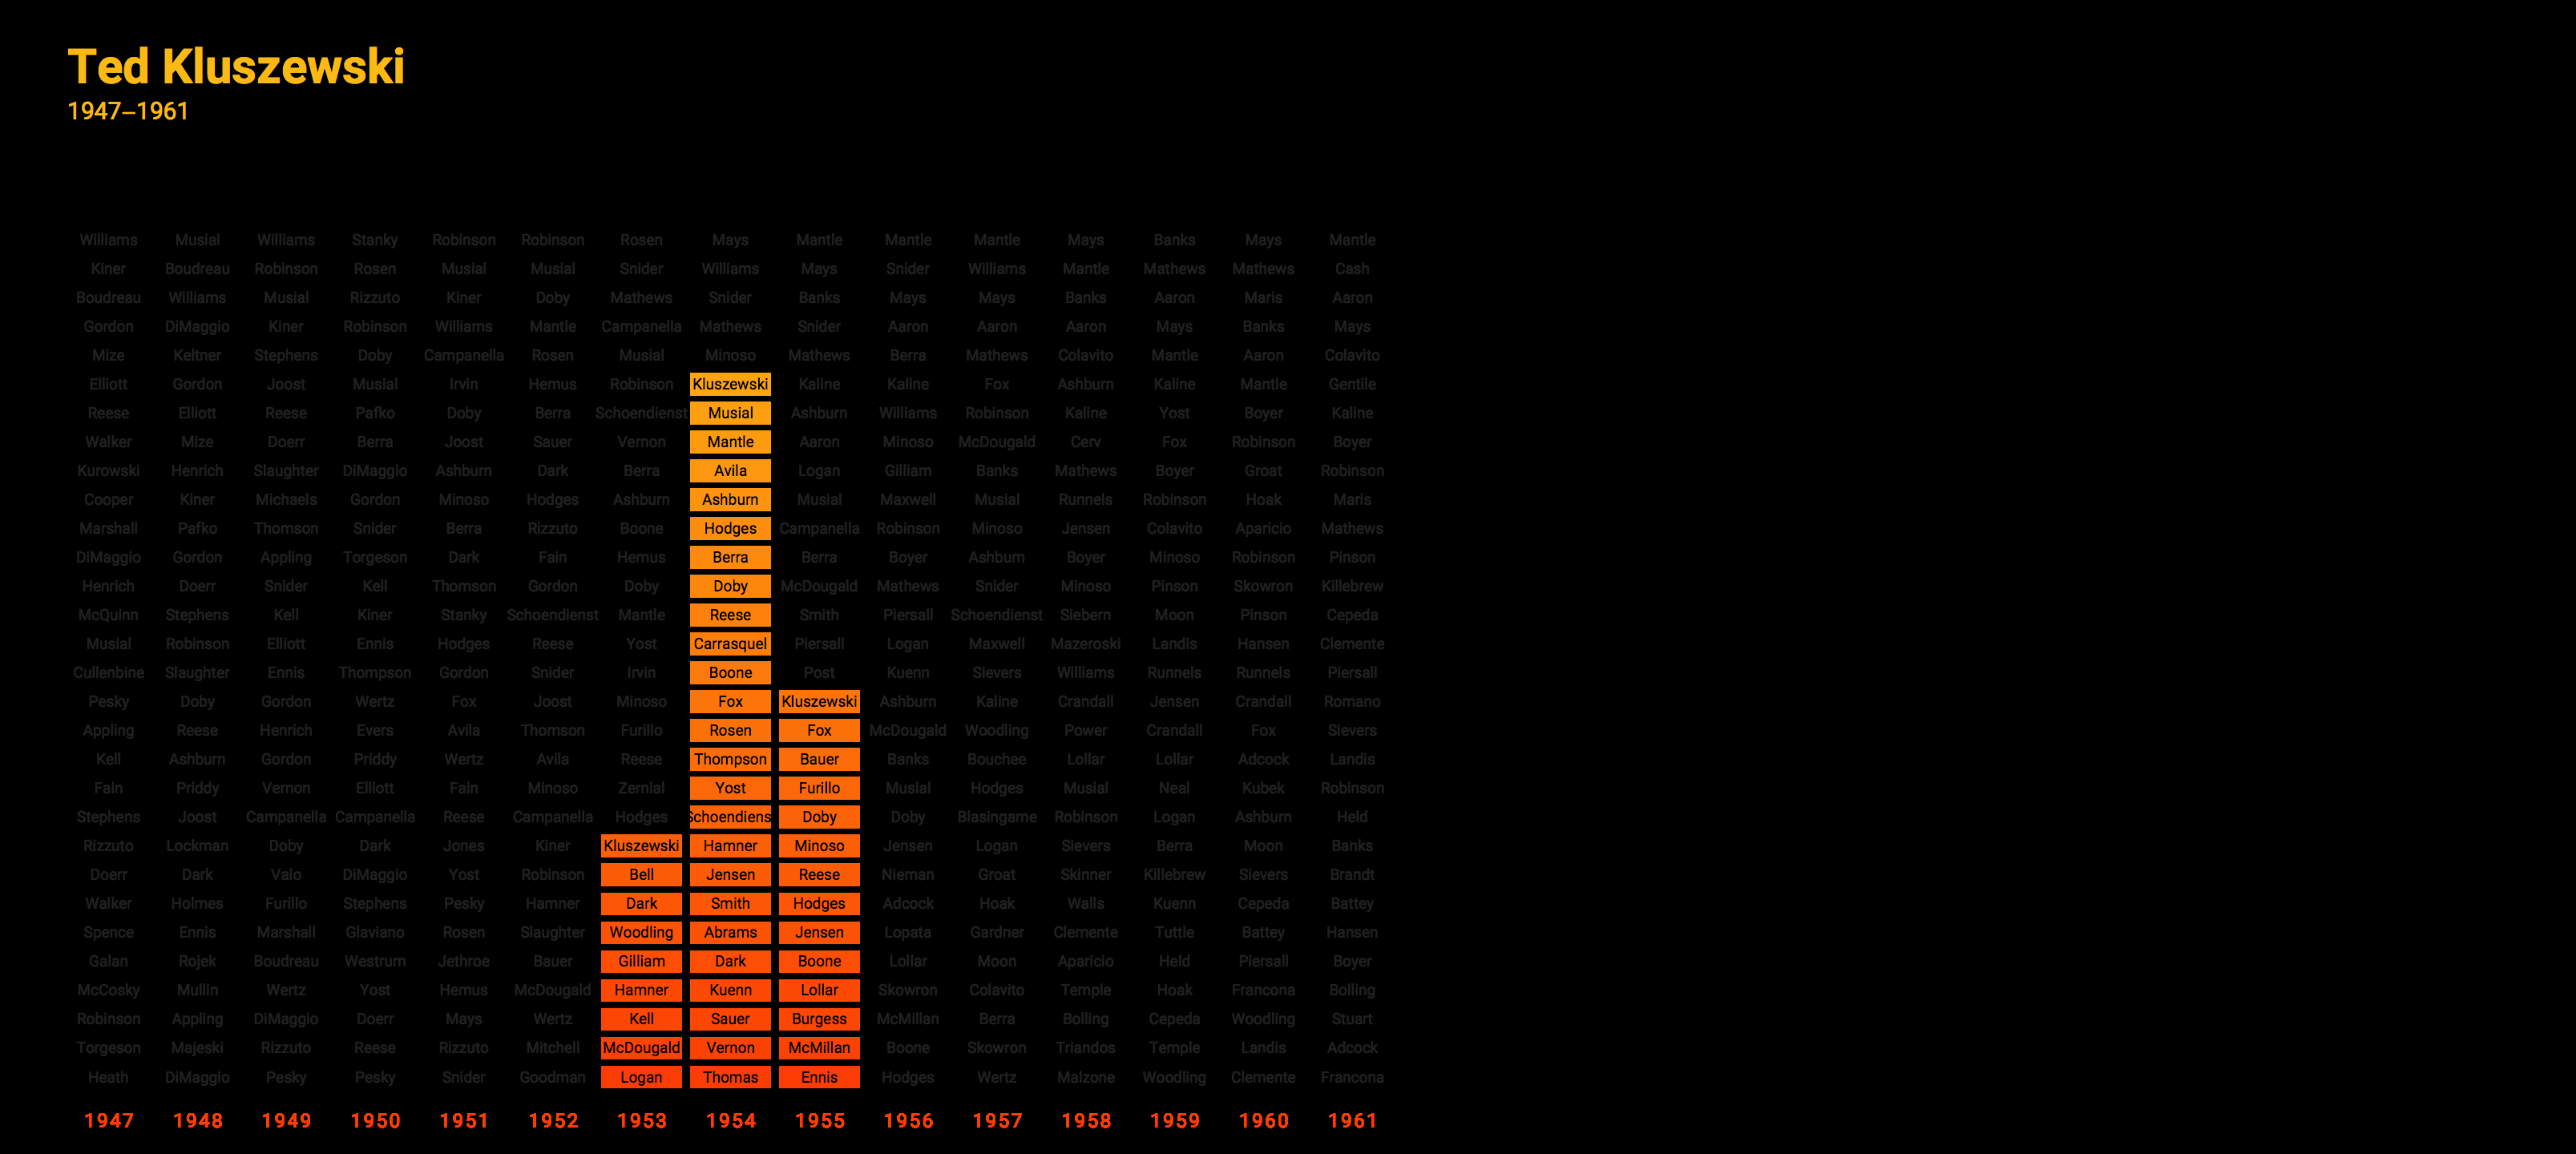 Ted Kluszewski
1947–1961
Williams Musial Williams Stanky Robinson Robinson Rosen Mays Mantle Mantle Mantle Mays Banks Mays Mantle
Kiner Boudreau Robinson Rosen Musial Musial Snider Williams Mays Snider Williams Mantle Mathews Mathews Cash
Boudreau Williams Musial Rizzuto Kiner Doby Mathews Snider Banks Mays Mays Banks Aaron Maris Aaron
Gordon DiMaggio Kiner Robinson Williams Mantle Campanella Mathews Snider Aaron Aaron Aaron Mays Banks Mays
Mize Keltner Stephens Doby Campanella Rosen Musial Minoso Mathews Berra Mathews Colavito Mantle Aaron Colavito
Elliott Gordon Joost Musial Irvin Hemus Robinson Kluszewski Kaline Kaline Fox Ashburn Kaline Mantle Gentile
Reese Elliott Reese Pafko Doby Berra Schoendienst Musial Ashburn Williams Robinson Kaline Yost Boyer Kaline
Walker Mize Doerr Berra Joost Sauer Vernon Mantle Aaron Minoso McDougald Cerv Fox Robinson Boyer
Kurowski Henrich Slaughter DiMaggio Ashburn Dark Berra Avila Logan Gilliam Banks Mathews Boyer Groat Robinson
Cooper Kiner Michaels Gordon Minoso Hodges Ashburn Ashburn Musial Maxwell Musial Runnels Robinson Hoak Maris
Marshall Pafko Thomson Snider Berra Rizzuto Boone Hodges Campanella Robinson Minoso Jensen Colavito Aparicio Mathews
DiMaggio Gordon Appling Torgeson Dark Fain Hemus Berra Berra Boyer Ashburn Boyer Minoso Robinson Pinson
Henrich Doerr Snider Kell Thomson Gordon Doby Doby McDougald Mathews Snider Minoso Pinson Skowron Killebrew
McQuinn Stephens Kell Kiner Stanky Schoendienst Mantle Reese Smith Piersall Schoendienst Siebern Moon Pinson Cepeda
Musial Robinson Elliott Ennis Hodges Reese Yost Carrasquel Piersall Logan Maxwell Mazeroski Landis Hansen Clemente
Cullenbine Slaughter Ennis Thompson Gordon Snider Irvin Boone Post Kuenn Sievers Williams Runnels Runnels Piersall
Pesky Doby Gordon Wertz Fox Joost Minoso Fox Kluszewski Ashburn Kaline Crandall Jensen Crandall Romano
Appling Reese Henrich Evers Avila Thomson Furillo Rosen Fox McDougald Woodling Power Crandall Fox Sievers
Kell Ashburn Gordon Priddy Wertz Avila Reese Thompson Bauer Banks Bouchee Lollar Lollar Adcock Landis
Fain Priddy Vernon Elliott Fain Minoso Zernial Yost Furillo Musial Hodges Musial Neal Kubek Robinson
Stephens Joost Campanella Campanella Reese Campanella Hodges Schoendiens Doby Doby Blasingame Robinson Logan Ashburn Held
Rizzuto Lockman Doby Dark Jones Kiner Kluszewski Hamner Minoso Jensen Logan Sievers Berra Moon Banks
Doerr Dark Valo DiMaggio Yost Robinson Bell Jensen Reese Nieman Groat Skinner Killebrew Sievers Brandt
Walker Holmes Furillo Stephens Pesky Hamner Dark Smith Hodges Adcock Hoak Walls Kuenn Cepeda Battey
Spence Ennis Marshall Glaviano Rosen Slaughter Woodling Abrams Jensen Lopata Gardner Clemente Tuttle Battey Hansen
Galan Rojek Boudreau Westrum Jethroe Bauer Gilliam Dark Boone Lollar Moon Aparicio Held Piersall Boyer
McCosky Mullin Wertz Yost Hemus McDougald Hamner Kuenn Lollar Skowron Colavito Temple Hoak Francona Bolling
Robinson Appling DiMaggio Doerr Mays Wertz Kell Sauer Burgess McMillan Berra Bolling Cepeda Woodling Stuart
Torgeson Majeski Rizzuto Reese Rizzuto Mitchell McDougald Vernon McMillan Boone Skowron Triandos Temple Landis Adcock
Heath DiMaggio Pesky Pesky Snider Goodman Logan Thomas Ennis Hodges Wertz Malzone Woodling Clemente Francona
1947 1948 1949 1950 1951 1952 1953 1954 1955 1956 1957 1958 1959 1960 1961